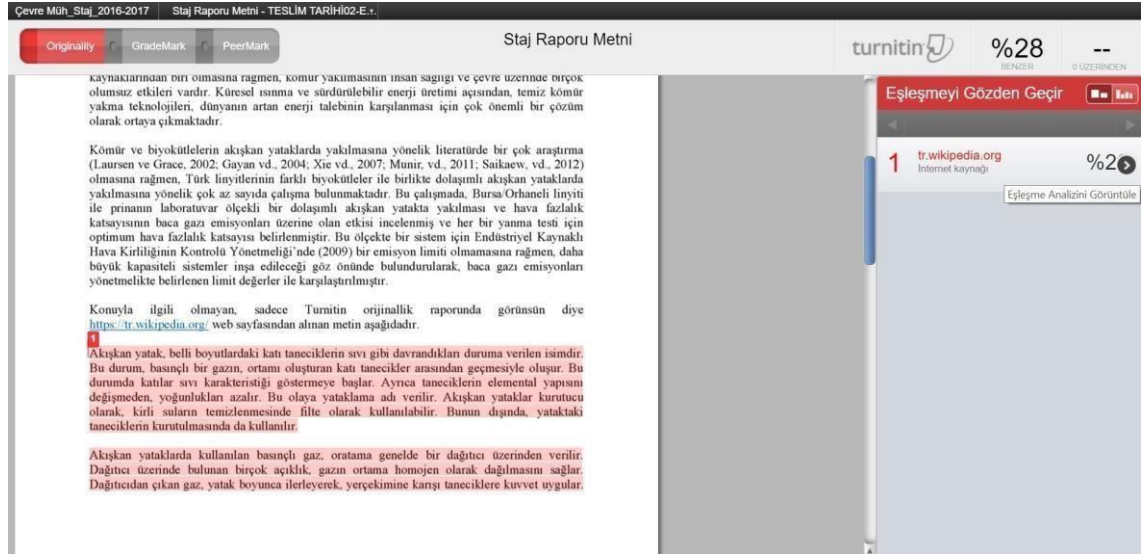 Çevre Müh_Staj_2016-2017 Staj Raporu Metni - TESLİM TARİHİ02-E.
Originality GradeMark PeerMark
Staj Raporu Metni
turnitin
%28
BENZER
--
0 ÜZERİNDEN
kaynaklarından biri olmasına rağmen, kömür yakılmasının insan sağlığı ve çevre üzerinde birçok
olumsuz etkileri vardır. Küresel ısınma ve sürdürülebilir enerji üretimi açısından, temiz kömür
yakma teknolojileri, dünyanın artan enerji talebinin karşılanması için çok önemli bir çözüm
olarak ortaya çıkmaktadır.
Kömür ve biyokütlelerin akışkan yataklarda yakılmasına yönelik literatürde bir çok araştırma
(Laursen ve Grace, 2002; Gayan vd., 2004; Xie vd., 2007; Munir, vd., 2011; Saikaew, vd., 2012)
olmasına rağmen, Türk linyitlerinin farklı biyokütleler ile birlikte dolaşımlı akışkan yataklarda
yakılmasına yönelik çok az sayıda çalışma bulunmaktadır. Bu çalışmada, Bursa/Orhaneli linyiti
ile prinanın laboratuvar ölçekli bir dolaşımlı akışkan yatakta yakılması ve hava fazlalık
katsayısının baca gazı emisyonları üzerine olan etkisi incelenmiş ve her bir yanma testi için
optimum hava fazlalık katsayısı belirlenmiştir. Bu ölçekte bir sistem için Endüstriyel Kaynaklı
Hava Kirliliğinin Kontrolü Yönetmeliği'nde (2009) bir emisyon limiti olmamasına rağmen, daha
büyük kapasiteli sistemler inşa edileceği göz önünde bulundurularak, baca gazı emisyonları
yönetmelikte belirlenen limit değerler ile karşılaştırılmıştır.
Konuyla ilgili olmayan, sadece Turnitin orijinallik raporunda görünsün diye
https://tr.wikipedia.org/ web sayfasından alınan metin aşağıdadır.
1
Akışkan yatak, belli boyutlardaki katı taneciklerin sıvı gibi davrandıkları duruma verilen isimdir.
Bu durum, basınçlı bir gazın, ortamı oluşturan katı tanecikler arasından geçmesiyle oluşur. Bu
durumda katılar sıvı karakteristiği göstermeye başlar. Ayrıca taneciklerin elemental yapısını
değişmeden, yoğunlukları azalır. Bu olaya yataklama adı verilir. Akışkan yataklar kurutucu
olarak, kirli suların temizlenmesinde filte olarak kullanılabilir. Bunun dışında, yataktaki
taneciklerin kurutulmasında da kullanılır.
Akışkan yataklarda kullanılan basınçlı gaz, oratama genelde bir dağıtıcı üzerinden verilir.
Dağıtıcı üzerinde bulunan birçok açıklık, gazın ortama homojen olarak dağılmasını sağlar.
Dağıtıcıdan çıkan gaz, yatak boyunca ilerleyerek, yerçekimine karşı taneciklere kuvvet uygular.
Eşleşmeyi Gözden Geçir
1 tr.wikipedia.org %2
İnternet kaynağı
Eşleşme Analizini Görüntüle